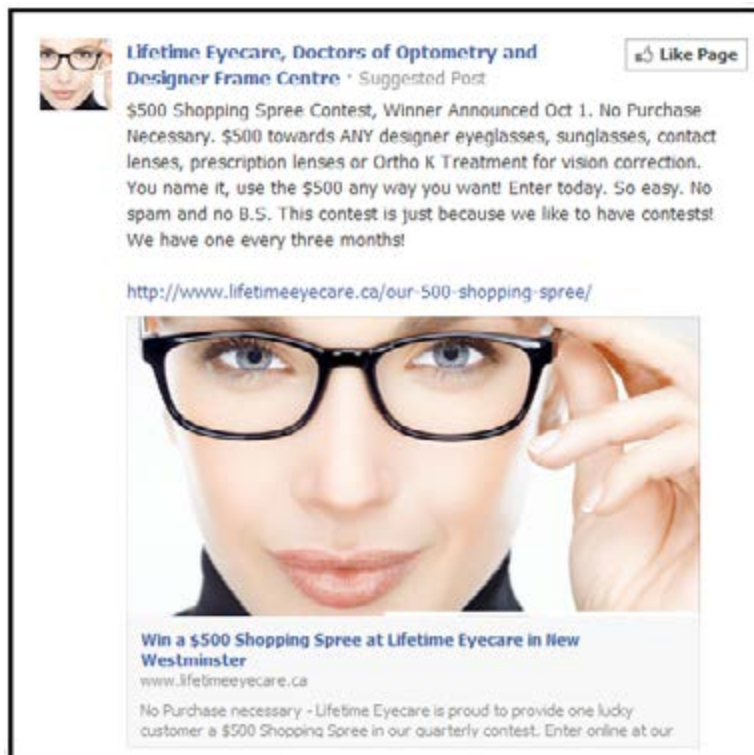 Lifetime Eyecare, Doctors of Optometry and
Designer Frame Centre · Suggested Post
Like Page
$500 Shopping Spree Contest, Winner Announced Oct 1. No Purchase
Necessary. $500 towards ANY designer eyeglasses, sunglasses, contact
lenses, prescription lenses or Ortho K Treatment for vision correction.
You name it, use the $500 any way you want! Enter today. So easy. No
spam and no B.S. This contest is just because we like to have contests!
We have one every three months!
http://www.lifetimeeyecare.ca/our-500-shopping-spree/
Win a $500 Shopping Spree at Lifetime Eyecare in New
Westminster
www.lifetimeeyecare.ca
No Purchase necessary - Lifetime Eyecare is proud to provide one lucky
customer a $500 Shopping Spree in our quarterly contest. Enter online at our